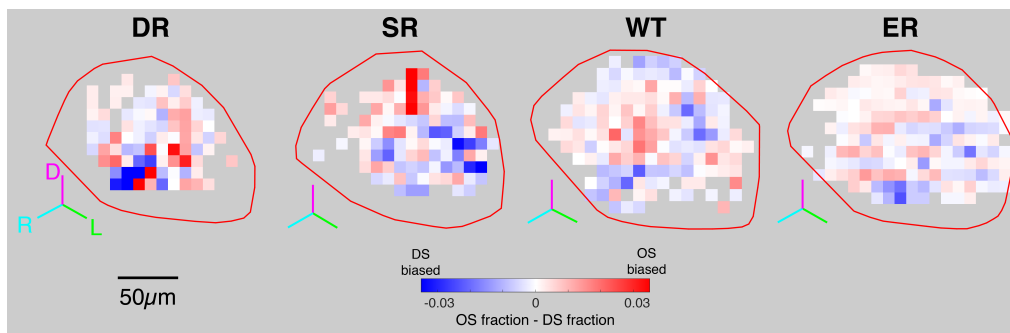 DR SR WT ER
D
R L
50µm
DS biased
OS biased
-0.03 0 0.03
OS fraction - DS fraction